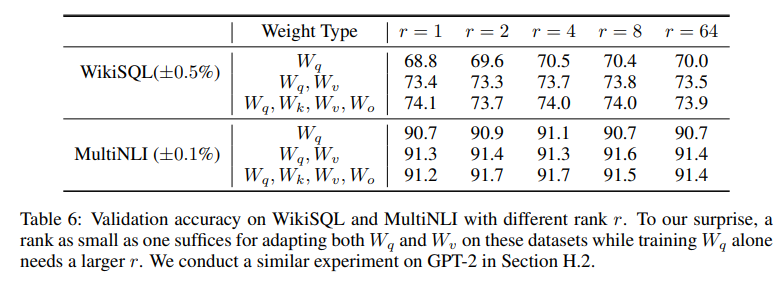 Weight Type r = 1 r = 2 r = 4 r = 8 r = 64
W_q 68.8 69.6 70.5 70.4 70.0
WikiSQL(±0.5%) W_q, W_v 73.4 73.3 73.7 73.8 73.5
W_q, W_k, W_v, W_o 74.1 73.7 74.0 74.0 73.9
W_q 90.7 90.9 91.1 90.7 90.7
MultiNLI (±0.1%) W_q, W_v 91.3 91.4 91.3 91.6 91.4
W_q, W_k, W_v, W_o 91.2 91.7 91.7 91.5 91.4
Table 6: Validation accuracy on WikiSQL and MultiNLI with different rank r. To our surprise, a
rank as small as one suffices for adapting both W_q and W_v on these datasets while training W_q alone
needs a larger r. We conduct a similar experiment on GPT-2 in Section H.2.